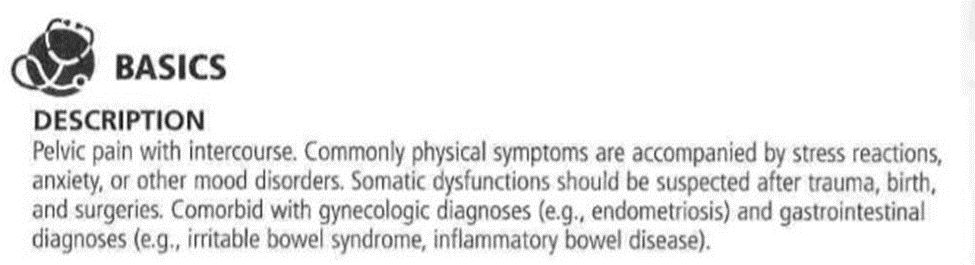 BASICS
DESCRIPTION
Pelvic pain with intercourse. Commonly physical symptoms are accompanied by stress reactions,
anxiety, or other mood disorders. Somatic dysfunctions should be suspected after trauma, birth,
and surgeries. Comorbid with gynecologic diagnoses (e.g., endometriosis) and gastrointestinal
diagnoses (e.g., irritable bowel syndrome, inflammatory bowel disease).